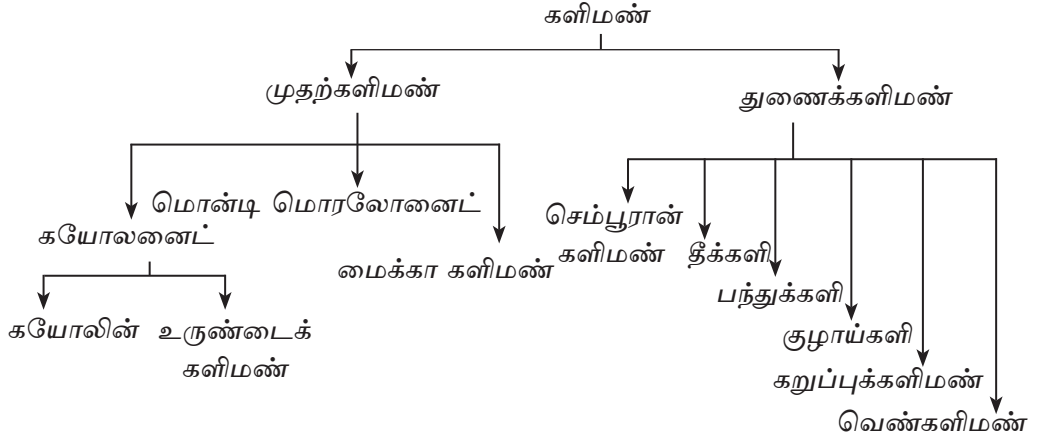 களிமண்
முதற்களிமண்
துணைக்களிமண்
மொன்டி மொரலோனைட்
கயோலனைட்
மைக்கா களிமண்
கயோலின்
உருண்டைக்
களிமண்
செம்பூரான்
களிமண்
தீக்களி
பந்துக்களி
குழாய்களி
கறுப்புக்களிமண்
வெண்களிமண்